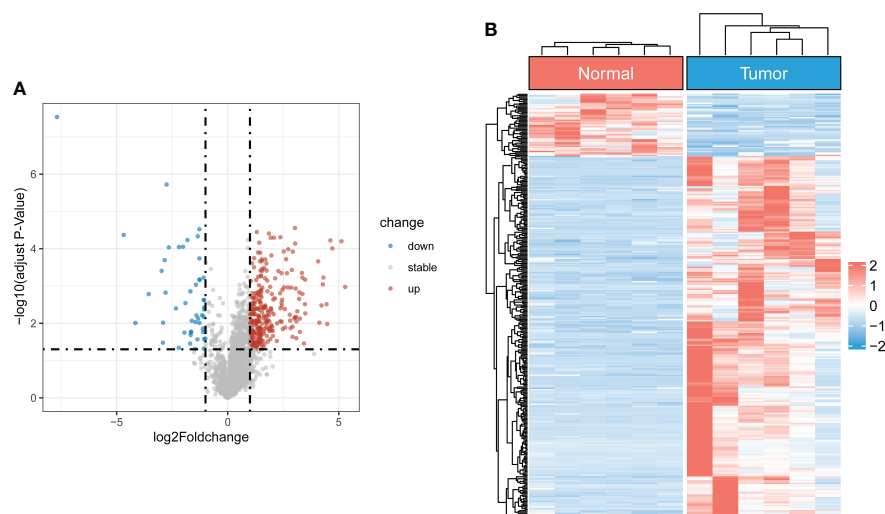 A
−log10(adjust P-Value)
6
4
2
0
−5
0
5
log2Foldchange
change
down
stable
up
B
Normal
Tumor
2
1
0
−1
−2